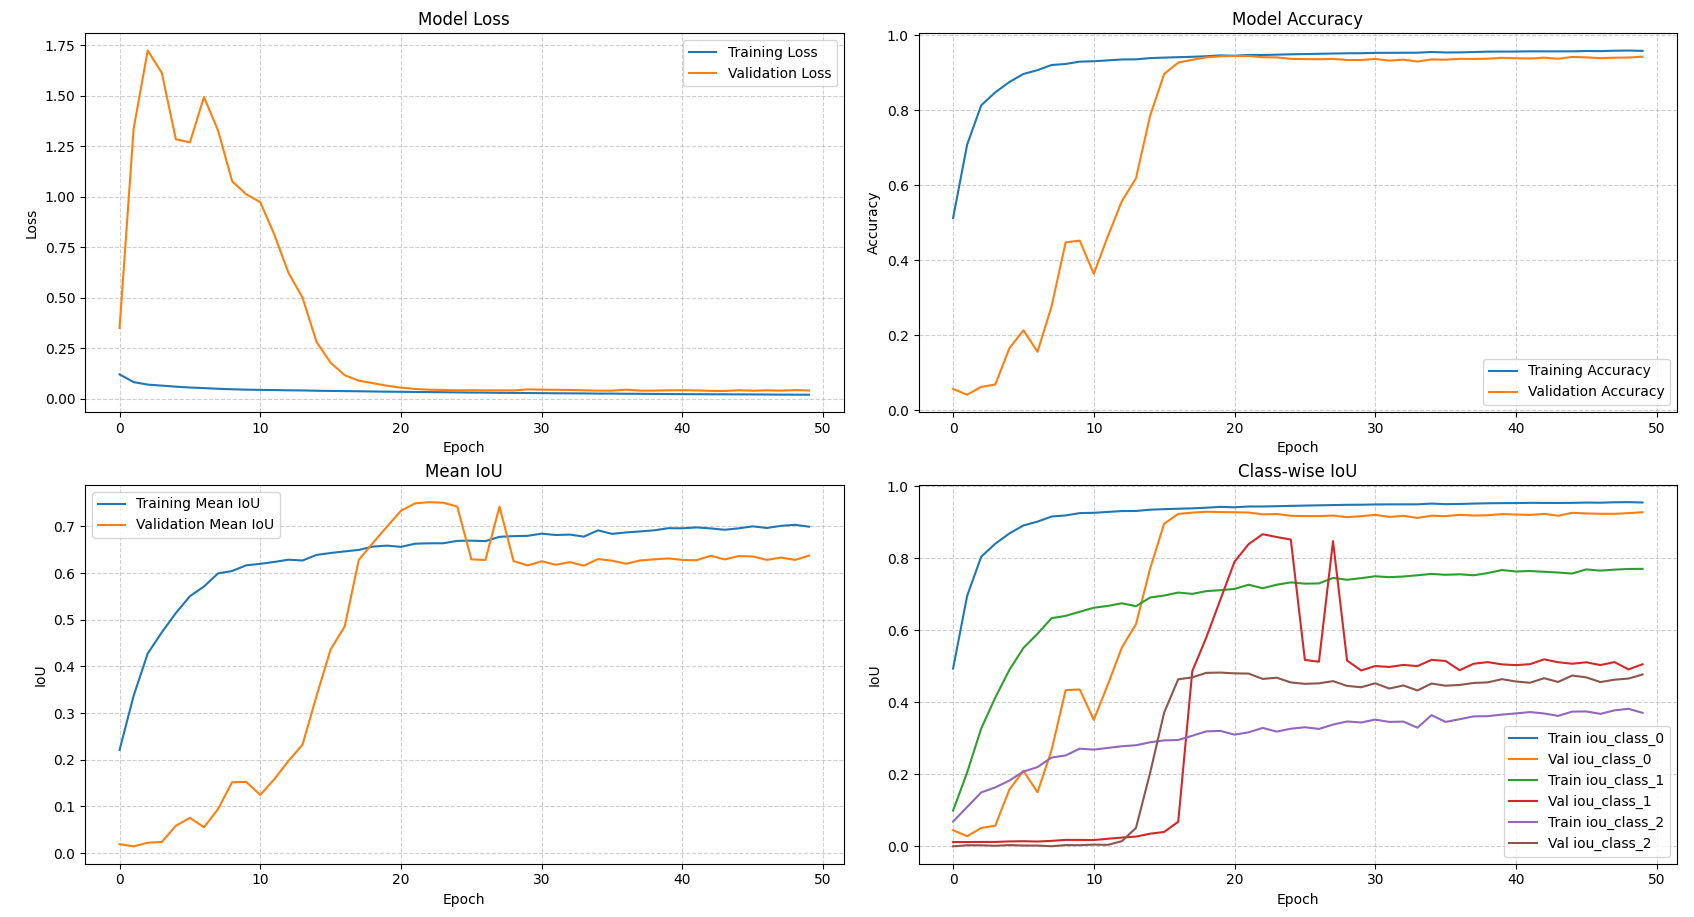 Model Loss
1.75
1.50
1.25
1.00
0.75
0.50
0.25
0.00
Loss
Training Loss
Validation Loss
0
10
20
30
40
50
Epoch
Model Accuracy
1.0
0.8
0.6
0.4
0.2
0.0
Accuracy
Training Accuracy
Validation Accuracy
0
10
20
30
40
50
Epoch
Mean IoU
0.7
0.6
0.5
0.4
0.3
0.2
0.1
0.0
IoU
Training Mean IoU
Validation Mean IoU
0
10
20
30
40
50
Epoch
Class-wise IoU
1.0
0.8
0.6
0.4
0.2
0.0
IoU
Train iou_class_0
Val iou_class_0
Train iou_class_1
Val iou_class_1
Train iou_class_2
Val iou_class_2
0
10
20
30
40
50
Epoch